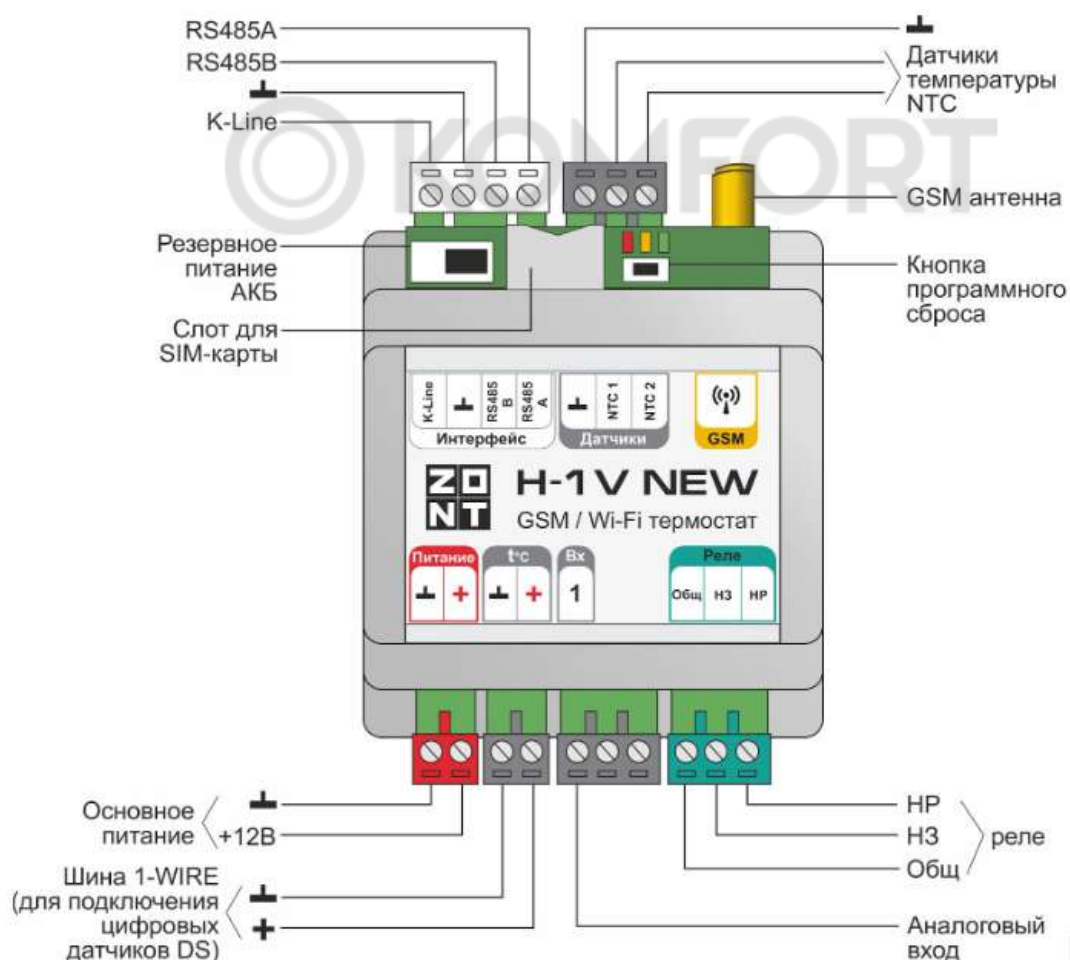 RS485A
RS485B
K-Line
Датчики
температуры
NTC
KOMFORT
GSM антенна
Резервное
питание
АКБ
Кнопка
программного
сброса
Слот для
SIM-карты
K-Line
RS485
B
RS485
A
Интерфейс
NTC 1
NTC 2
Датчики
GSM
ZONT
H-1V NEW
GSM / Wi-Fi термостат
Питание
+
t°C
+
Вх
1
Реле
Общ
НЗ
НР
Основное
питание
+12В
Шина 1-WIRE
(для подключения
цифровых
датчиков DS)
+
НР
НЗ
Общ
реле
Аналоговый
вход